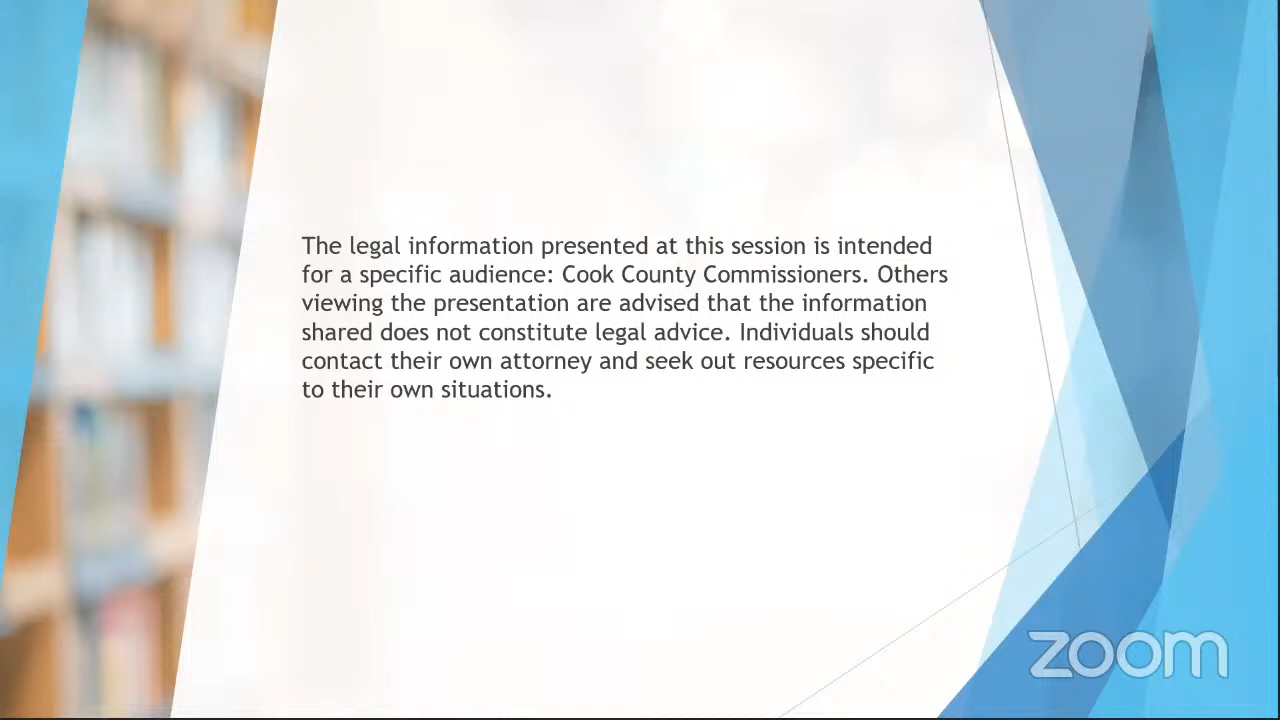 The legal information presented at this session is intended
for a specific audience: Cook County Commissioners. Others
viewing the presentation are advised that the information
shared does not constitute legal advice. Individuals should
contact their own attorney and seek out resources specific
to their own situations.
zoom